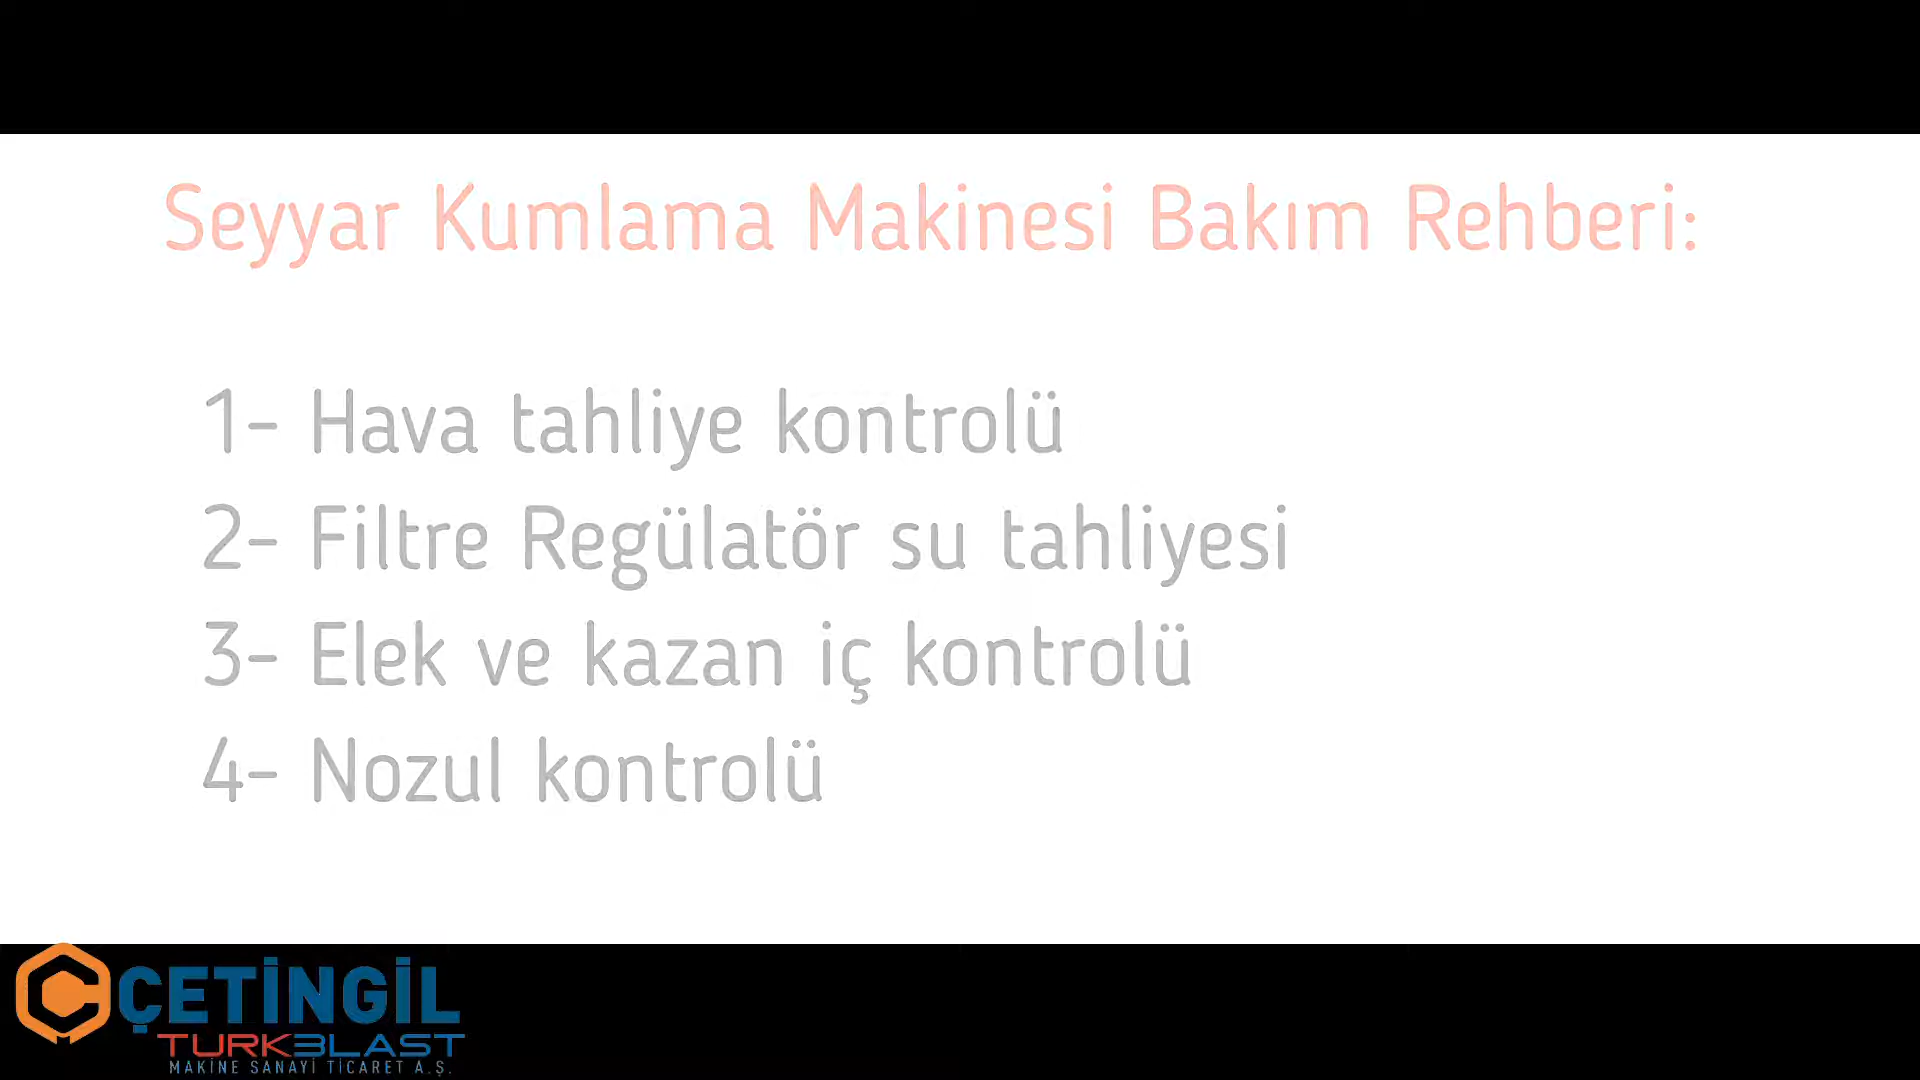 Seyyar Kumlama Makinesi Bakım Rehberi:
1- Hava tahliye kontrolü
2- Filtre Regülatör su tahliyesi
3- Elek ve kazan iç kontrolü
4- Nozul kontrolü
ÇETİNGİL
TURKBLAST
MAKİNE SANAYİ TİCARET A.Ş.